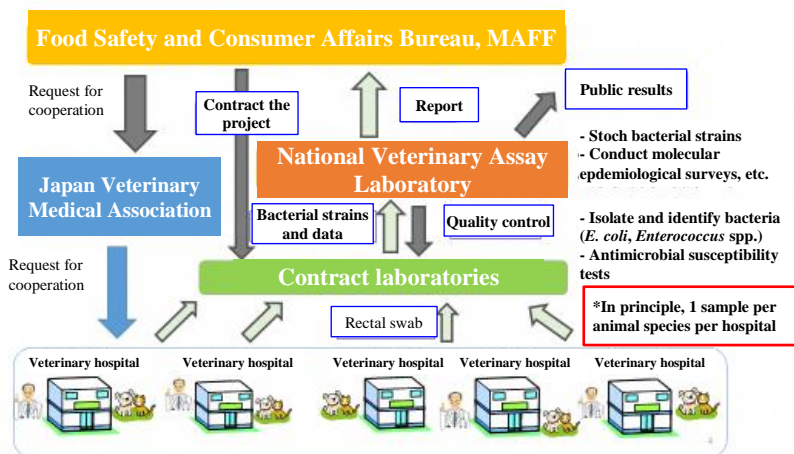 Food Safety and Consumer Affairs Bureau, MAFF
Request for
cooperation
Contract the
project
Report
Public results
Japan Veterinary
Medical Association
National Veterinary Assay
Laboratory
- Stoch bacterial strains
- Conduct molecular
epdemiological surveys, etc.
Bacterial strains
and data
Quality control
- Isolate and identify bacteria
(E. coli, Enterococcus spp.)
- Antimicrobial susceptibility
tests
Request for
cooperation
Contract laboratories
*In principle, 1 sample per
animal species per hospital
Rectal swab
Veterinary hospital
Veterinary hospital
Veterinary hospital
Veterinary hospital
Veterinary hospital